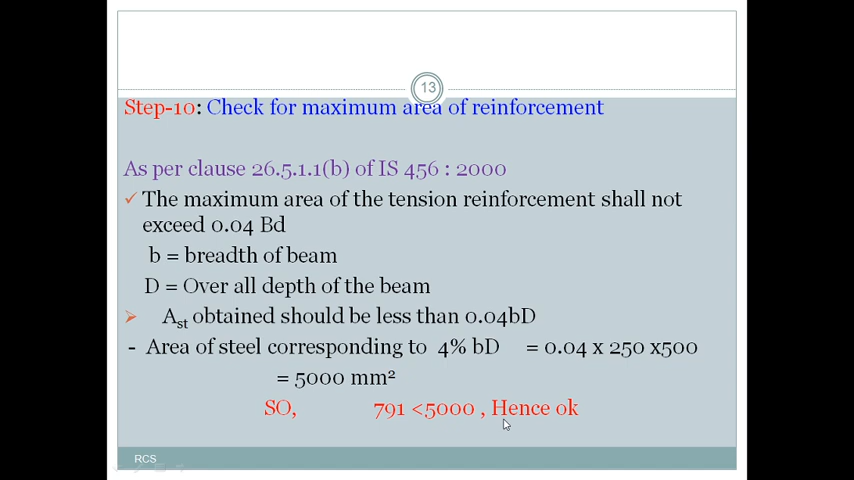 13
Step-10: Check for maximum area of reinforcement
As per clause 26.5.1.1(b) of IS 456 : 2000
✓ The maximum area of the tension reinforcement shall not
exceed 0.04 Bd
b = breadth of beam
D = Over all depth of the beam
➢ Ast obtained should be less than 0.04bD
- Area of steel corresponding to 4% bD = 0.04 x 250 x500
= 5000 mm²
SO, 791 <5000 , Hence ok
RCS